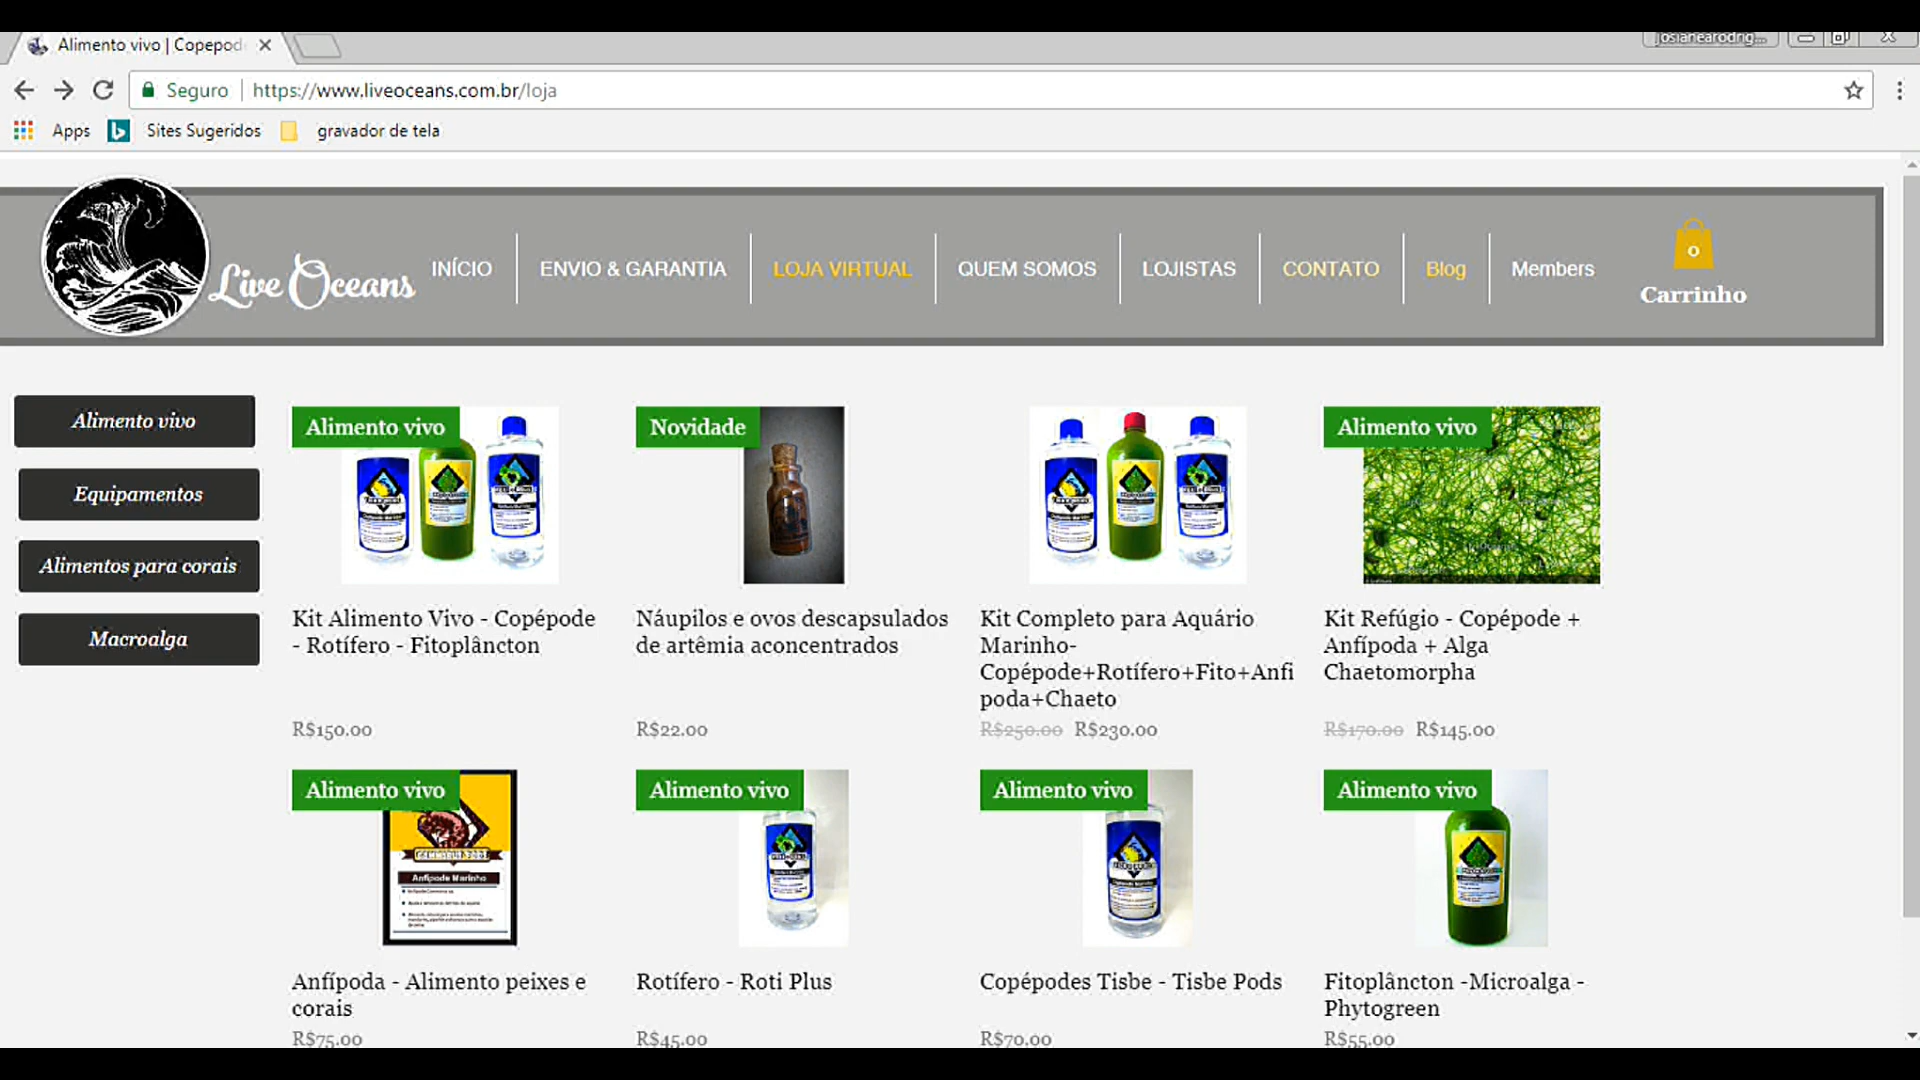 Alimento vivo | Copepod
josianearodrig...
Seguro
https://www.liveoceans.com.br/loja
Apps
Sites Sugeridos
gravador de tela
Live Oceans
INÍCIO
ENVIO & GARANTIA
LOJA VIRTUAL
QUEM SOMOS
LOJISTAS
CONTATO
Blog
Members
0
Carrinho
Alimento vivo
Equipamentos
Alimentos para corais
Macroalga
Alimento vivo
Novidade
Alimento vivo
Kit Alimento Vivo - Copépode
- Rotífero - Fitoplâncton
R$150.00
Náupilos e ovos descapsulados
de artêmia aconcentrados
R$22.00
Kit Completo para Aquário
Marinho-
Copépode+Rotífero+Fito+Anfi
poda+Chaeto
R$250.00 R$230.00
Kit Refúgio - Copépode +
Anfípoda + Alga
Chaetomorpha
R$170.00 R$145.00
Alimento vivo
Alimento vivo
Alimento vivo
Alimento vivo
Anfípode Marinho
Anfípoda - Alimento peixes e
corais
R$75.00
Rotífero - Roti Plus
R$45.00
Copépodes Tisbe - Tisbe Pods
R$70.00
Fitoplâncton -Microalga -
Phytogreen
R$55.00